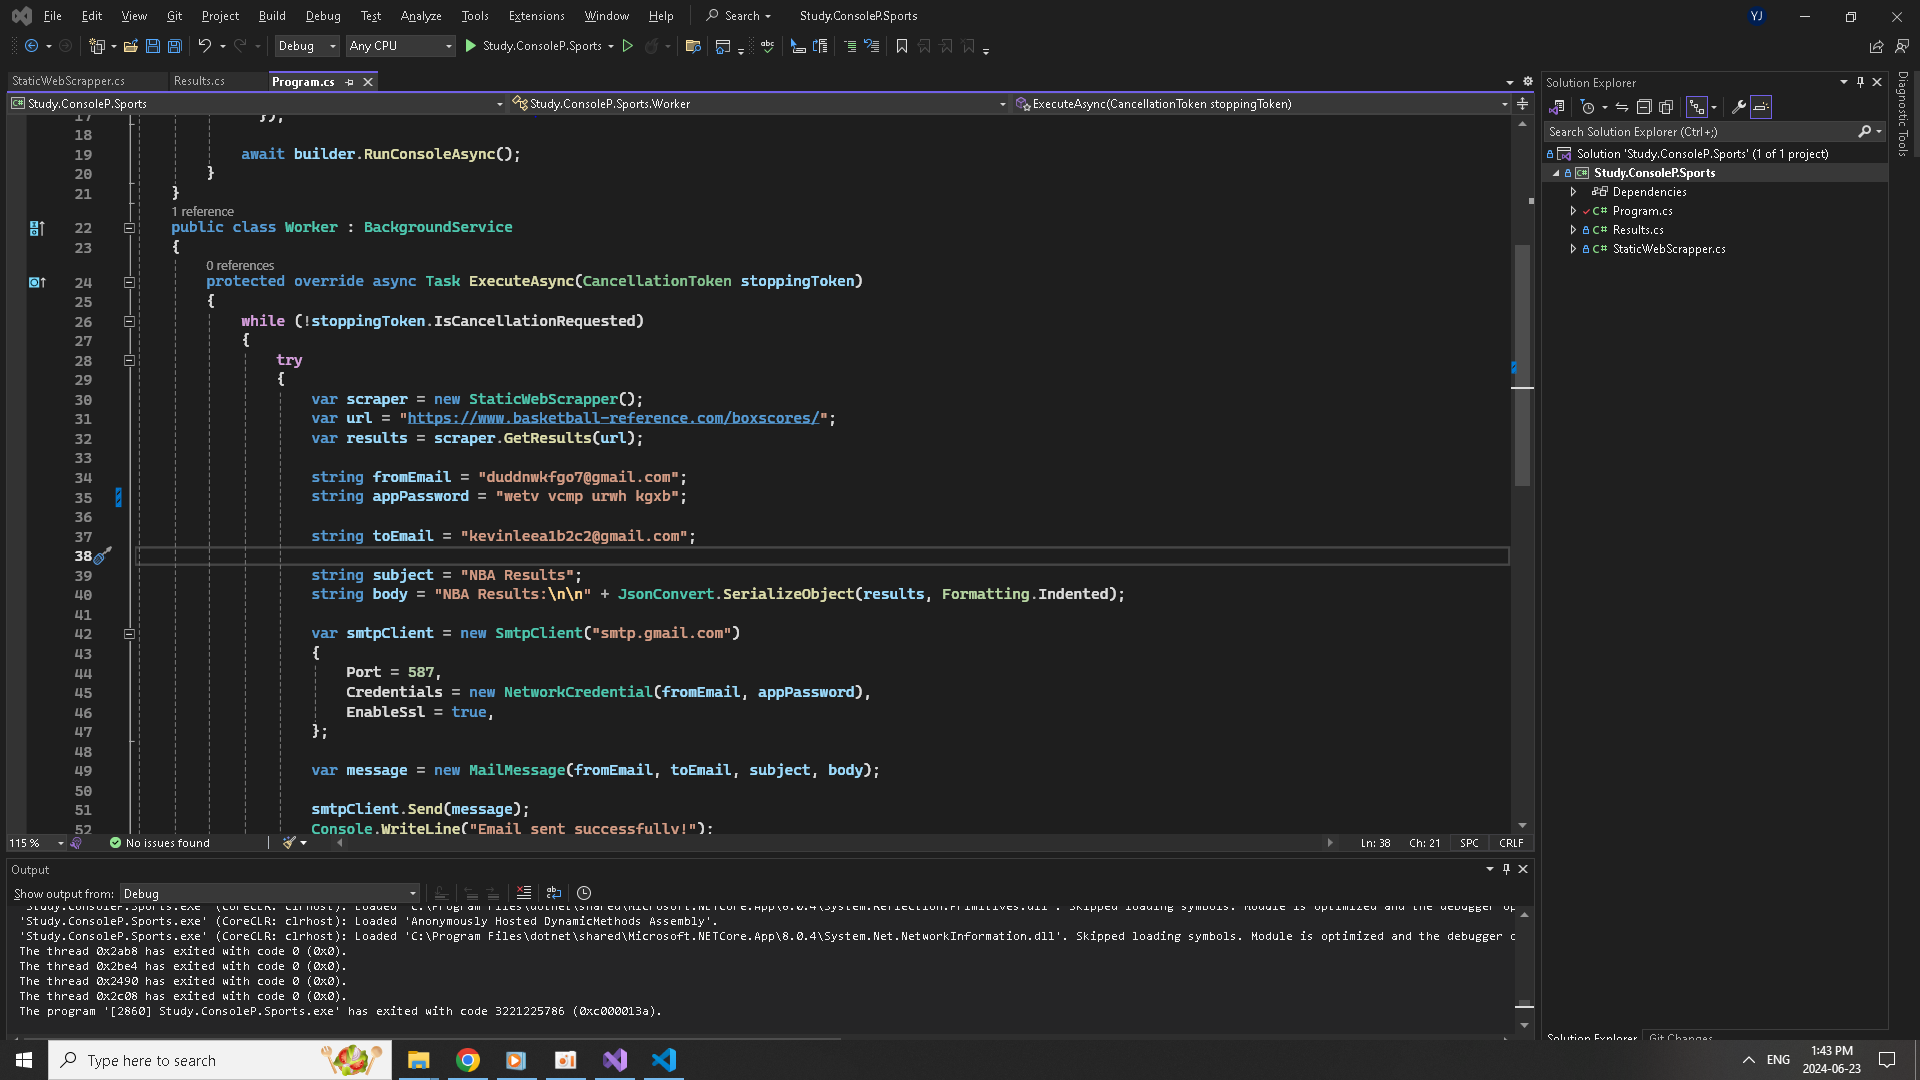 File Edit View Git Project Build Debug Test Analyze Tools Extensions Window Help Search Study.ConsoleP.Sports YJ
Debug Any CPU Study.ConsoleP.Sports
StaticWebScrapper.cs Results.cs Program.cs
Study.ConsoleP.Sports Study.ConsoleP.Sports.Worker ExecuteAsync(CancellationToken stoppingToken)
17 });
18
19 await builder.RunConsoleAsync();
20 }
21 }
1 reference
22 public class Worker : BackgroundService
23 {
0 references
24 protected override async Task ExecuteAsync(CancellationToken stoppingToken)
25 {
26 while (!stoppingToken.IsCancellationRequested)
27 {
28 try
29 {
30 var scraper = new StaticWebScrapper();
31 var url = "https://www.basketball-reference.com/boxscores/";
32 var results = scraper.GetResults(url);
33
34 string fromEmail = "duddnwkfgo7@gmail.com";
35 string appPassword = "wetv vcmp urwh kgxb";
36
37 string toEmail = "kevinleea1b2c2@gmail.com";
38
39 string subject = "NBA Results";
40 string body = "NBA Results:\n\n" + JsonConvert.SerializeObject(results, Formatting.Indented);
41
42 var smtpClient = new SmtpClient("smtp.gmail.com")
43 {
44 Port = 587,
45 Credentials = new NetworkCredential(fromEmail, appPassword),
46 EnableSsl = true,
47 };
48
49 var message = new MailMessage(fromEmail, toEmail, subject, body);
50
51 smtpClient.Send(message);
52 Console.WriteLine("Email sent successfully!");
115 % No issues found Ln: 38 Ch: 21 SPC CRLF
Output
Show output from: Debug
'Study.ConsoleP.Sports.exe' (CoreCLR: clrhost): Loaded 'C:\Program Files\dotnet\shared\Microsoft.NETCore.App\8.0.4\System.Reflection.Primitives.dll'. Skipped loading symbols. Module is optimized and the debugger op
'Study.ConsoleP.Sports.exe' (CoreCLR: clrhost): Loaded 'Anonymously Hosted DynamicMethods Assembly'.
'Study.ConsoleP.Sports.exe' (CoreCLR: clrhost): Loaded 'C:\Program Files\dotnet\shared\Microsoft.NETCore.App\8.0.4\System.Net.NetworkInformation.dll'. Skipped loading symbols. Module is optimized and the debugger o
The thread 0x2ab8 has exited with code 0 (0x0).
The thread 0x2be4 has exited with code 0 (0x0).
The thread 0x2490 has exited with code 0 (0x0).
The thread 0x2c08 has exited with code 0 (0x0).
The program '[2860] Study.ConsoleP.Sports.exe' has exited with code 3221225786 (0xc000013a).
Solution Explorer
Search Solution Explorer (Ctrl+;)
Solution 'Study.ConsoleP.Sports' (1 of 1 project)
Study.ConsoleP.Sports
Dependencies
C# Program.cs
C# Results.cs
C# StaticWebScrapper.cs
Solution Explorer Git Changes
Diagnostic Tools
Type here to search
ENG
1:43 PM
2024-06-23